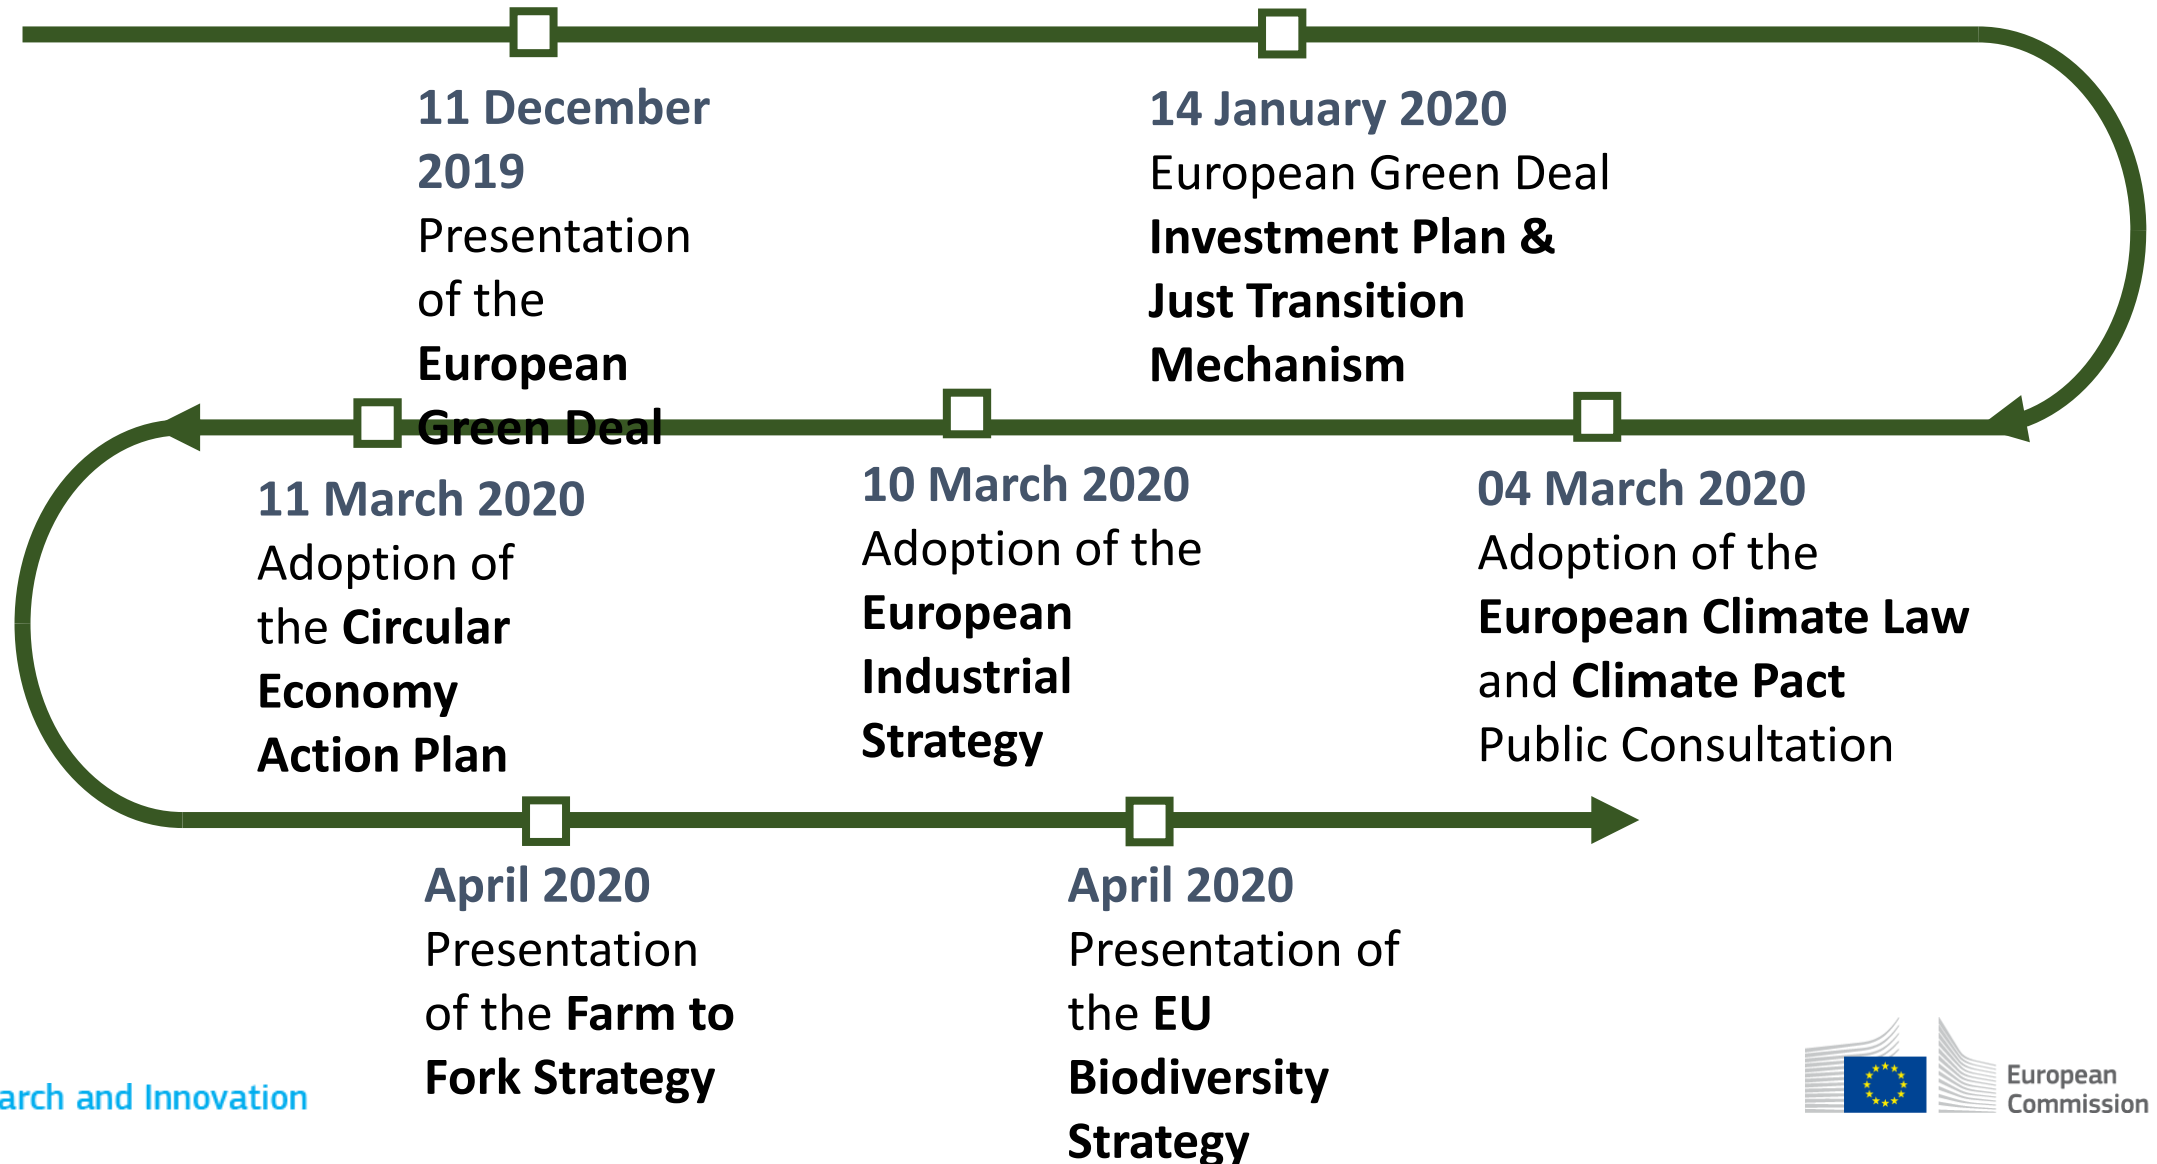 11 December
2019
Presentation
of the
European
Green Deal
14 January 2020
European Green Deal
Investment Plan &
Just Transition
Mechanism
04 March 2020
Adoption of the
European Climate Law
and Climate Pact
Public Consultation
10 March 2020
Adoption of the
European
Industrial
Strategy
11 March 2020
Adoption of
the Circular
Economy
Action Plan
April 2020
Presentation
of the Farm to
Fork Strategy
April 2020
Presentation of
the EU
Biodiversity
Strategy
and Innovation
European
Commission